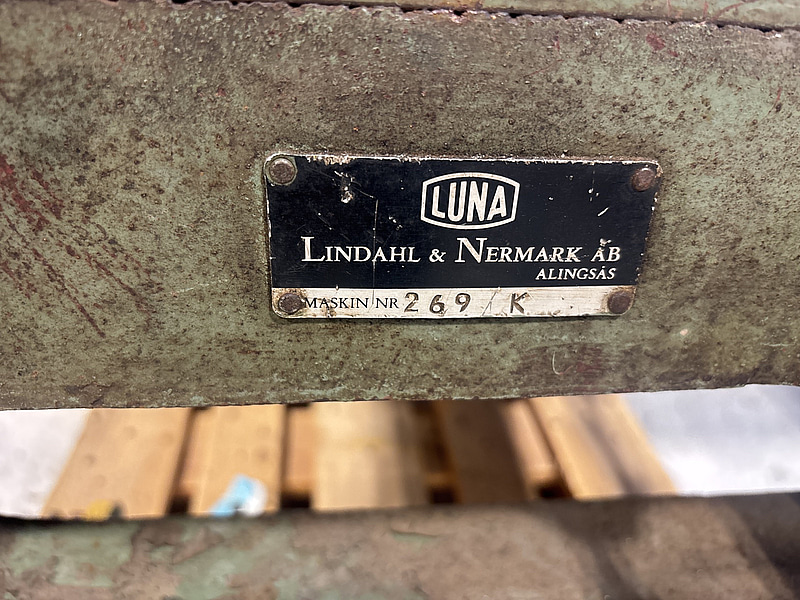 LUNA
LINDAHL & NERMARK AB
ALINGSÅS
MASKIN NR 269 / K